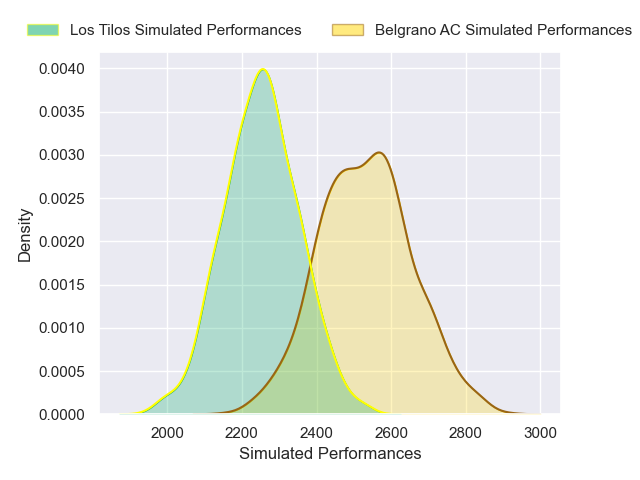 Los Tilos Simulated Performances
Belgrano AC Simulated Performances
0.0040
0.0035
0.0030
0.0025
0.0020
0.0015
0.0010
0.0005
0.0000
Density
2000 2200 2400 2600 2800 3000
Simulated Performances